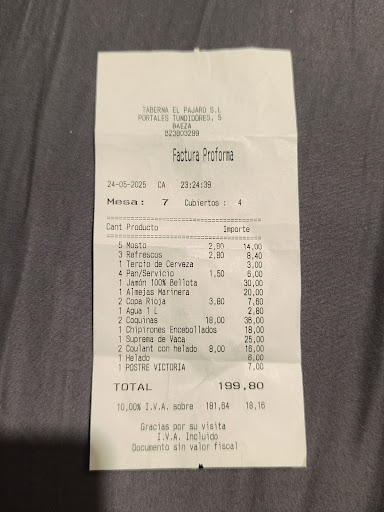 TABERNA EL PAJARO S.L
PORTALES TUNDIDORES, 5
BAEZA
B23803299
Factura Proforma
24-05-2025 CA 23:24:39
Mesa: 7 Cubiertos: 4
Cant Producto Importe
5 Mosto 2,80 14,00
3 Refrescos 2,80 8,40
1 Tercio de Cerveza 3,00
4 Pan/Servicio 1,50 6,00
1 Jamón 100% Bellota 30,00
1 Almejas Marinera 20,00
2 Copa Rioja 3,80 7,60
1 Agua 1 L 2,80
2 Coquinas 18,00 36,00
1 Chipirones Encebollados 18,00
1 Suprema de Vaca 25,00
2 Coulant con helado 8,00 16,00
1 Helado 6,00
1 POSTRE VICTORIA 7,00
TOTAL 199,80
10,00% I.V.A. sobre 181,64 18,16
Gracias por su visita
I.V.A. Incluido
Documento sin valor fiscal